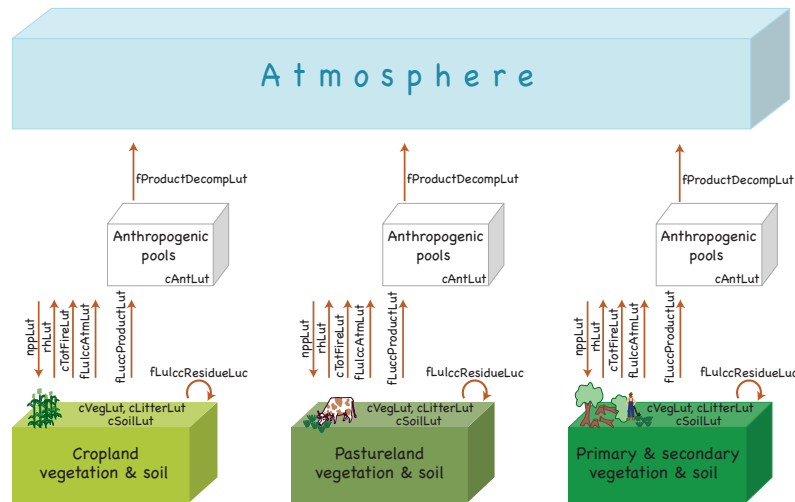 Atmosphere
fProductDecompLut
fProductDecompLut
fProductDecompLut
Anthropogenic
pools
cAntLut
Anthropogenic
pools
cAntLut
Anthropogenic
pools
cAntLut
nppLut
rhLut
cTotFireLut
fLulccAtmLut
fLuccProductLut
nppLut
rhLut
cTotFireLut
fLulccAtmLut
fLuccProductLut
nppLut
rhLut
cTotFireLut
fLulccAtmLut
fLuccProductLut
fLulccResidueLuc
fLulccResidueLuc
fLulccResidueLuc
cVegLut, cLitterLut
cSoilLut
cVegLut, cLitterLut
cSoilLut
cVegLut, cLitterLut
cSoilLut
Cropland
vegetation & soil
Pastureland
vegetation & soil
Primary & secondary
vegetation & soil